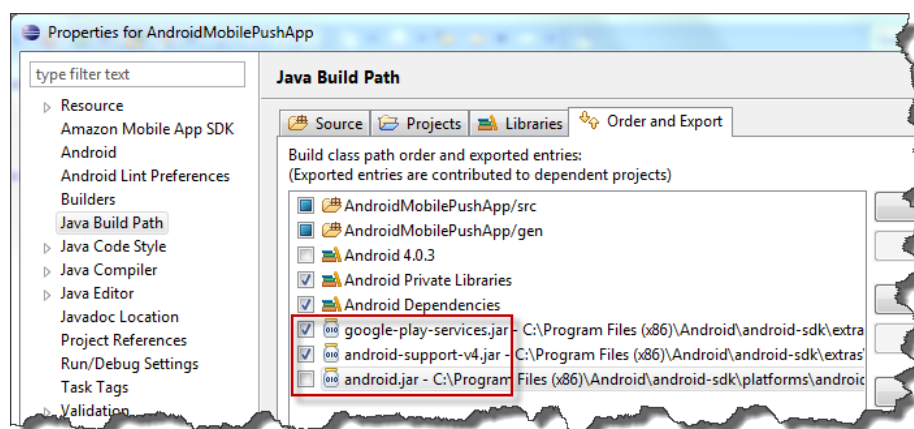 Properties for AndroidMobilePushApp
type filter text
Resource
Amazon Mobile App SDK
Android
Android Lint Preferences
Builders
Java Build Path
Java Code Style
Java Compiler
Java Editor
Javadoc Location
Project References
Run/Debug Settings
Task Tags
Validation
Java Build Path
Source Projects Libraries Order and Export
Build class path order and exported entries:
(Exported entries are contributed to dependent projects)
AndroidMobilePushApp/src
AndroidMobilePushApp/gen
Android 4.0.3
Android Private Libraries
Android Dependencies
google-play-services.jar - C:\Program Files (x86)\Android\android-sdk\extra
android-support-v4.jar - C:\Program Files (x86)\Android\android-sdk\extras
android.jar - C:\Program Files (x86)\Android\android-sdk\platforms\androic